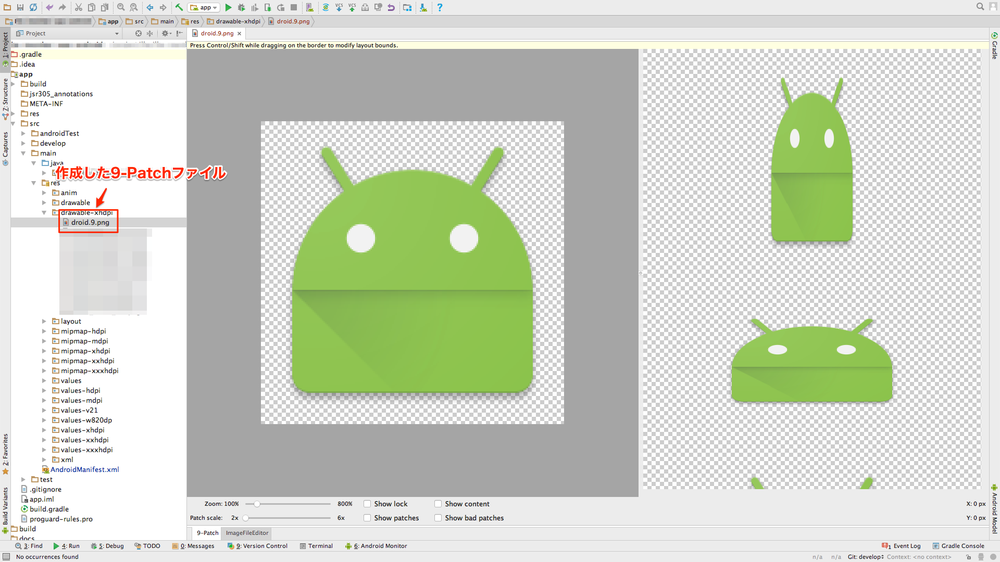 app
VCS
VCS
?
app
src
main
res
drawable-xhdpi
droid.9.png
Project
droid.9.png
Press Control/Shift while dragging on the border to modify layout bounds.
1: Project
Z: Structure
Captures
2: Favorites
Build Variants
.gradle
.idea
app
build
jsr305_annotations
META-INF
res
src
androidTest
develop
main
java
作成した9-Patchファイル
res
anim
drawable
drawable-xhdpi
droid.9.png
layout
mipmap-hdpi
mipmap-mdpi
mipmap-xhdpi
mipmap-xxhdpi
mipmap-xxxhdpi
values
values-hdpi
values-mdpi
values-v21
values-w820dp
values-xhdpi
values-xxhdpi
values-xxxhdpi
xml
AndroidManifest.xml
test
.gitignore
app.iml
build.gradle
proguard-rules.pro
build
docs
Gradle
Android Model
Zoom: 100%
800%
Show lock
Show content
X: 0 px
Patch scale: 2x
6x
Show patches
Show bad patches
Y: 0 px
9-Patch
ImageFileEditor
3: Find
4: Run
5: Debug
TODO
0: Messages
9: Version Control
Terminal
6: Android Monitor
1 Event Log
Gradle Console
No occurrences found
n/a
n/a
Git: develop
Context: <no context>